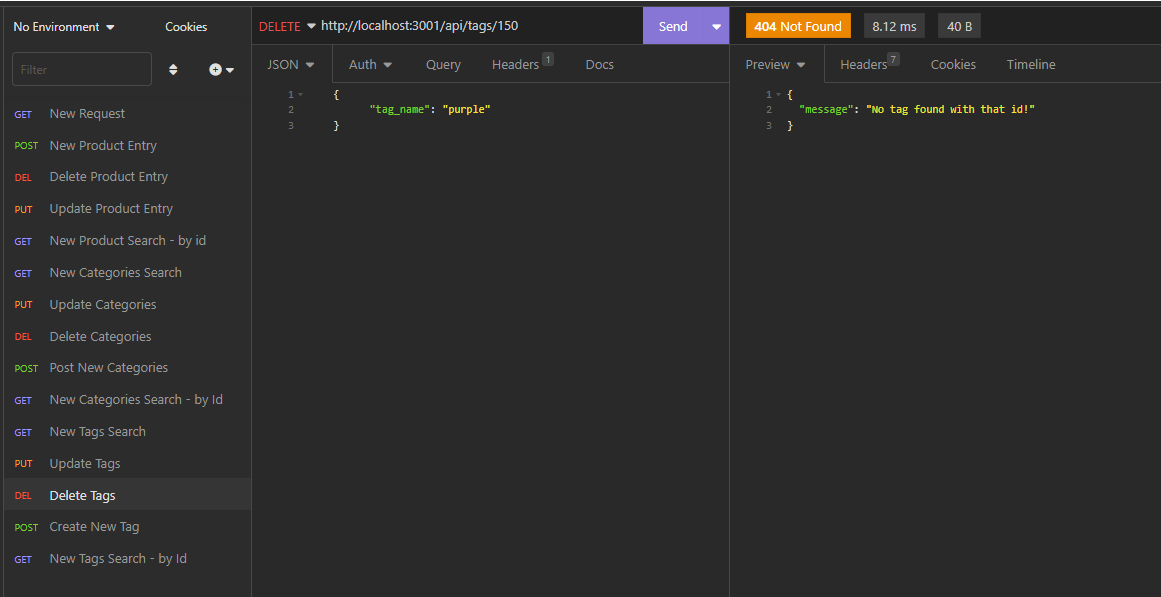 No Environment Cookies
Filter
GET New Request
POST New Product Entry
DEL Delete Product Entry
PUT Update Product Entry
GET New Product Search - by id
GET New Categories Search
PUT Update Categories
DEL Delete Categories
POST Post New Categories
GET New Categories Search - by Id
GET New Tags Search
PUT Update Tags
DEL Delete Tags
POST Create New Tag
GET New Tags Search - by Id
DELETE http://localhost:3001/api/tags/150 Send
JSON Auth Query Headers 1 Docs
1 {
2 "tag_name": "purple"
3 }
404 Not Found 8.12 ms 40 B
Preview Headers 7 Cookies Timeline
1 {
2 "message": "No tag found with that id!"
3 }